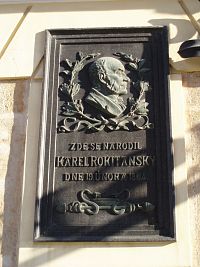 ZDE SE NARODIL
KAREL ROKITANSKÝ
DNE 19. ÚNORA